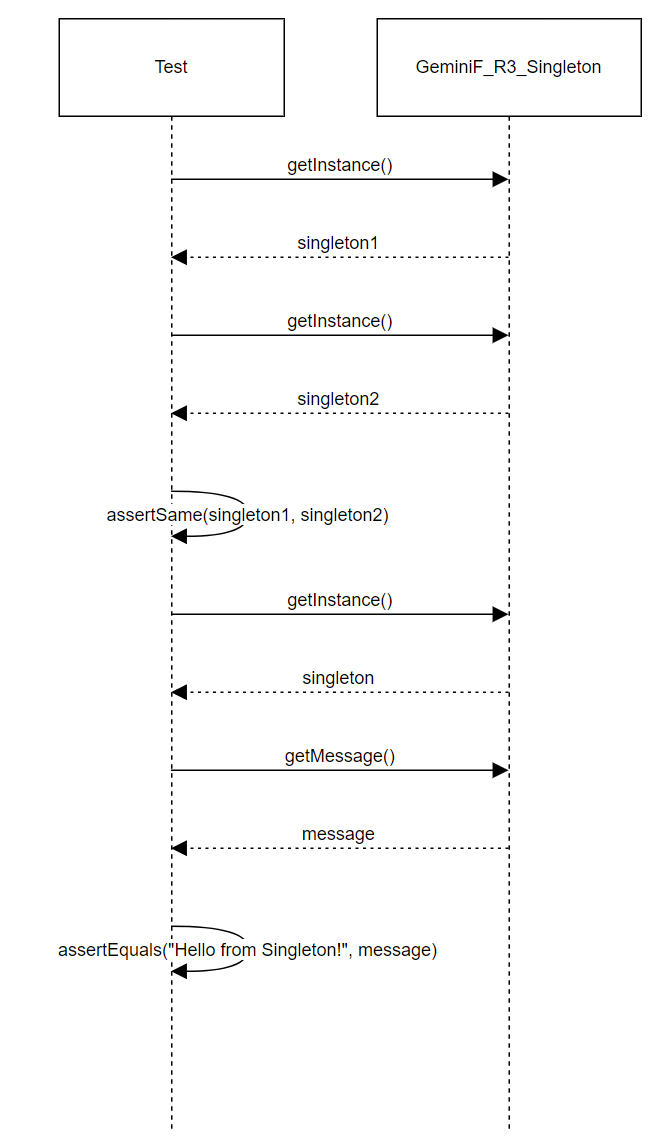 Test
GeminiF_R3_Singleton
getInstance()
singleton1
getInstance()
singleton2
assertSame(singleton1, singleton2)
getInstance()
singleton
getMessage()
message
assertEquals("Hello from Singleton!", message)